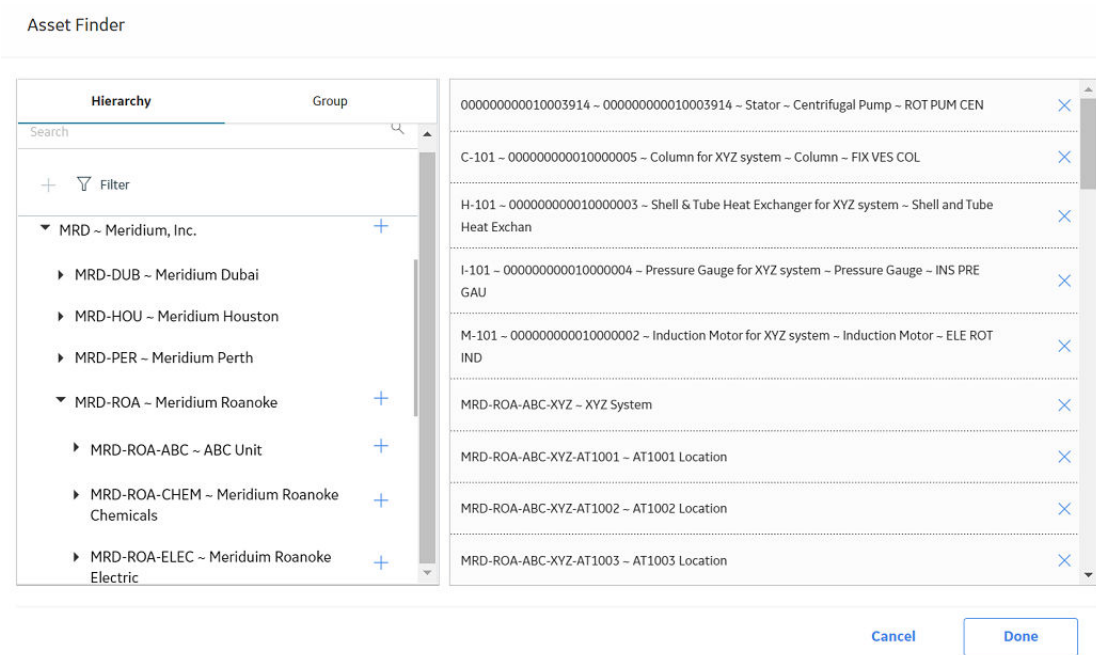 Asset Finder
Hierarchy
Group
Search
Filter
MRD ~ Meridium, Inc.
MRD-DUB ~ Meridium Dubai
MRD-HOU ~ Meridium Houston
MRD-PER ~ Meridium Perth
MRD-ROA ~ Meridium Roanoke
MRD-ROA-ABC ~ ABC Unit
MRD-ROA-CHEM ~ Meridium Roanoke
Chemicals
MRD-ROA-ELEC ~ Meriduim Roanoke
Electric
000000000010003914 ~ 000000000010003914 ~ Stator ~ Centrifugal Pump ~ ROT PUM CEN
C-101 ~ 000000000010000005 ~ Column for XYZ system ~ Column ~ FIX VES COL
H-101 ~ 000000000010000003 ~ Shell & Tube Heat Exchanger for XYZ system ~ Shell and Tube
Heat Exchan
I-101 ~ 000000000010000004 ~ Pressure Gauge for XYZ system ~ Pressure Gauge ~ INS PRE
GAU
M-101 ~ 000000000010000002 ~ Induction Motor for XYZ system ~ Induction Motor ~ ELE ROT
IND
MRD-ROA-ABC-XYZ ~ XYZ System
MRD-ROA-ABC-XYZ-AT1001 ~ AT1001 Location
MRD-ROA-ABC-XYZ-AT1002 ~ AT1002 Location
MRD-ROA-ABC-XYZ-AT1003 ~ AT1003 Location
Cancel
Done